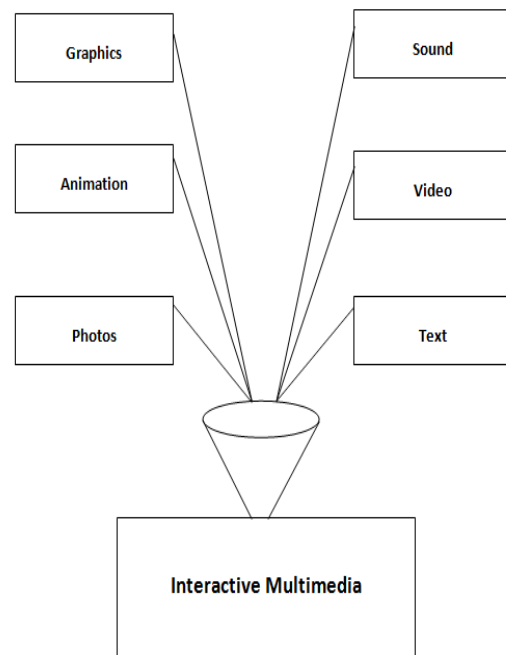 Graphics
Sound
Animation
Video
Photos
Text
Interactive Multimedia